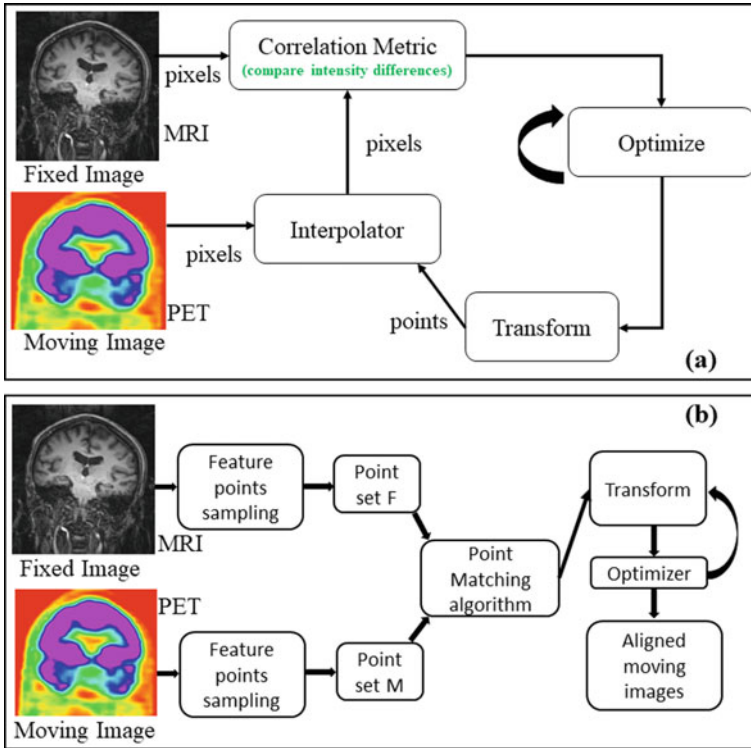 Correlation Metric
(compare intensity differences)
pixels
MRI
Fixed Image
pixels
Optimize
Interpolator
pixels
PET
Moving Image
points
Transform
(a)
(b)
Feature
points
sampling
Point
set F
MRI
Fixed Image
Transform
Point
Matching
algorithm
Optimizer
PET
Feature
points
sampling
Point
set M
Aligned
moving
images
Moving Image